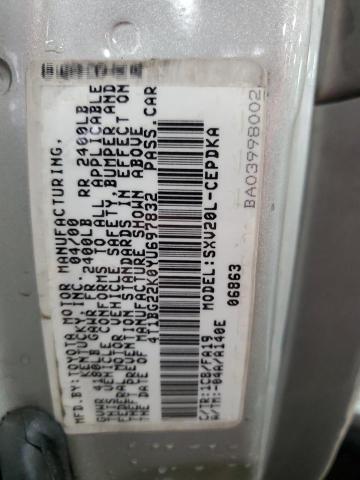 MFD.BY:TOYOTA MOTOR MANUFACTURING,
KENTUCKY, INC. 04/00
GVWR 4180LB GAWR FR 2400LB RR 2400LB
THIS VEHICLE CONFORMS TO ALL APPLICABLE
FEDERAL MOTOR VEHICLE SAFETY, BUMPER AND
THEFT PREVENTION STANDARDS IN EFFECT ON
THE DATE OF MANUFACTURE SHOWN ABOVE
4T1BG22K0YU697832 PASS.CAR
MODEL:SXV20L-CEPDKA
06863
C/TR:1CB/FA19
A/TM:-04A/A140E
BA03998002